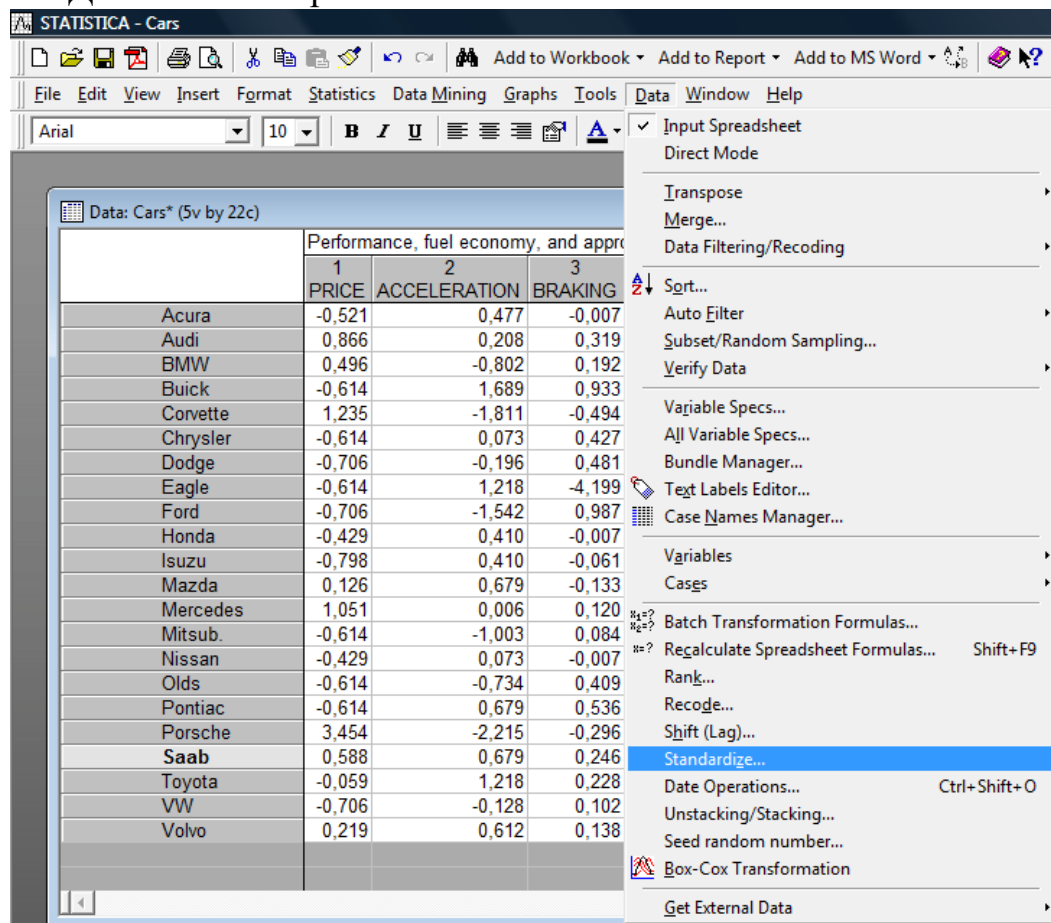 STATISTICA - Cars
Add to Workbook Add to Report Add to MS Word
File Edit View Insert Format Statistics Data Mining Graphs Tools Data Window Help
Arial 10 B I U A
Input Spreadsheet
Direct Mode
Transpose
Merge...
Data Filtering/Recoding
Sort...
Auto Filter
Subset/Random Sampling...
Verify Data
Variable Specs...
All Variable Specs...
Bundle Manager...
Text Labels Editor...
Case Names Manager...
Variables
Cases
Batch Transformation Formulas...
Recalculate Spreadsheet Formulas... Shift+F9
Rank...
Recode...
Shift (Lag)...
Standardize...
Date Operations... Ctrl+Shift+O
Unstacking/Stacking...
Seed random number...
Box-Cox Transformation
Get External Data
Data: Cars* (5v by 22c)
Performance, fuel economy, and appro
1 2 3
PRICE ACCELERATION BRAKING
Acura -0,521 0,477 -0,007
Audi 0,866 0,208 0,319
BMW 0,496 -0,802 0,192
Buick -0,614 1,689 0,933
Corvette 1,235 -1,811 -0,494
Chrysler -0,614 0,073 0,427
Dodge -0,706 -0,196 0,481
Eagle -0,614 1,218 -4,199
Ford -0,706 -1,542 0,987
Honda -0,429 0,410 -0,007
Isuzu -0,798 0,410 -0,061
Mazda 0,126 0,679 -0,133
Mercedes 1,051 0,006 0,120
Mitsub. -0,614 -1,003 0,084
Nissan -0,429 0,073 -0,007
Olds -0,614 -0,734 0,409
Pontiac -0,614 0,679 0,536
Porsche 3,454 -2,215 -0,296
Saab 0,588 0,679 0,246
Toyota -0,059 1,218 0,228
VW -0,706 -0,128 0,102
Volvo 0,219 0,612 0,138